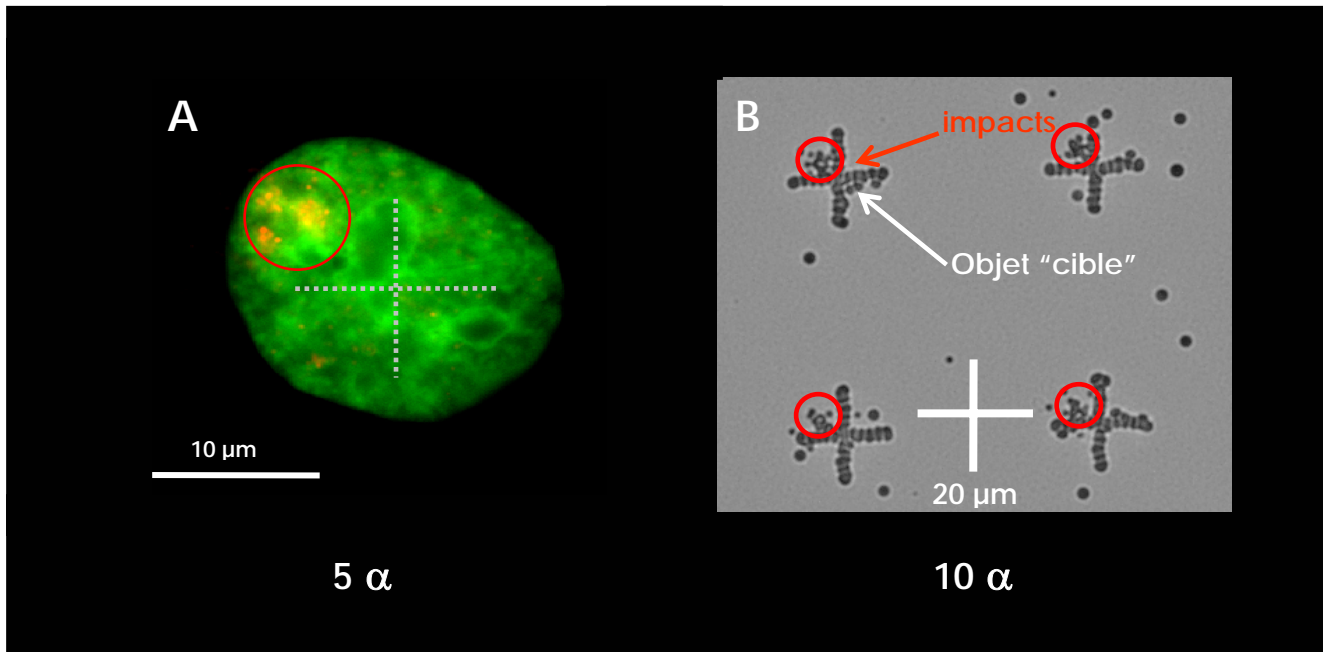 A
10 µm
5 α
B
impacts
Objet “cible”
20 µm
10 α